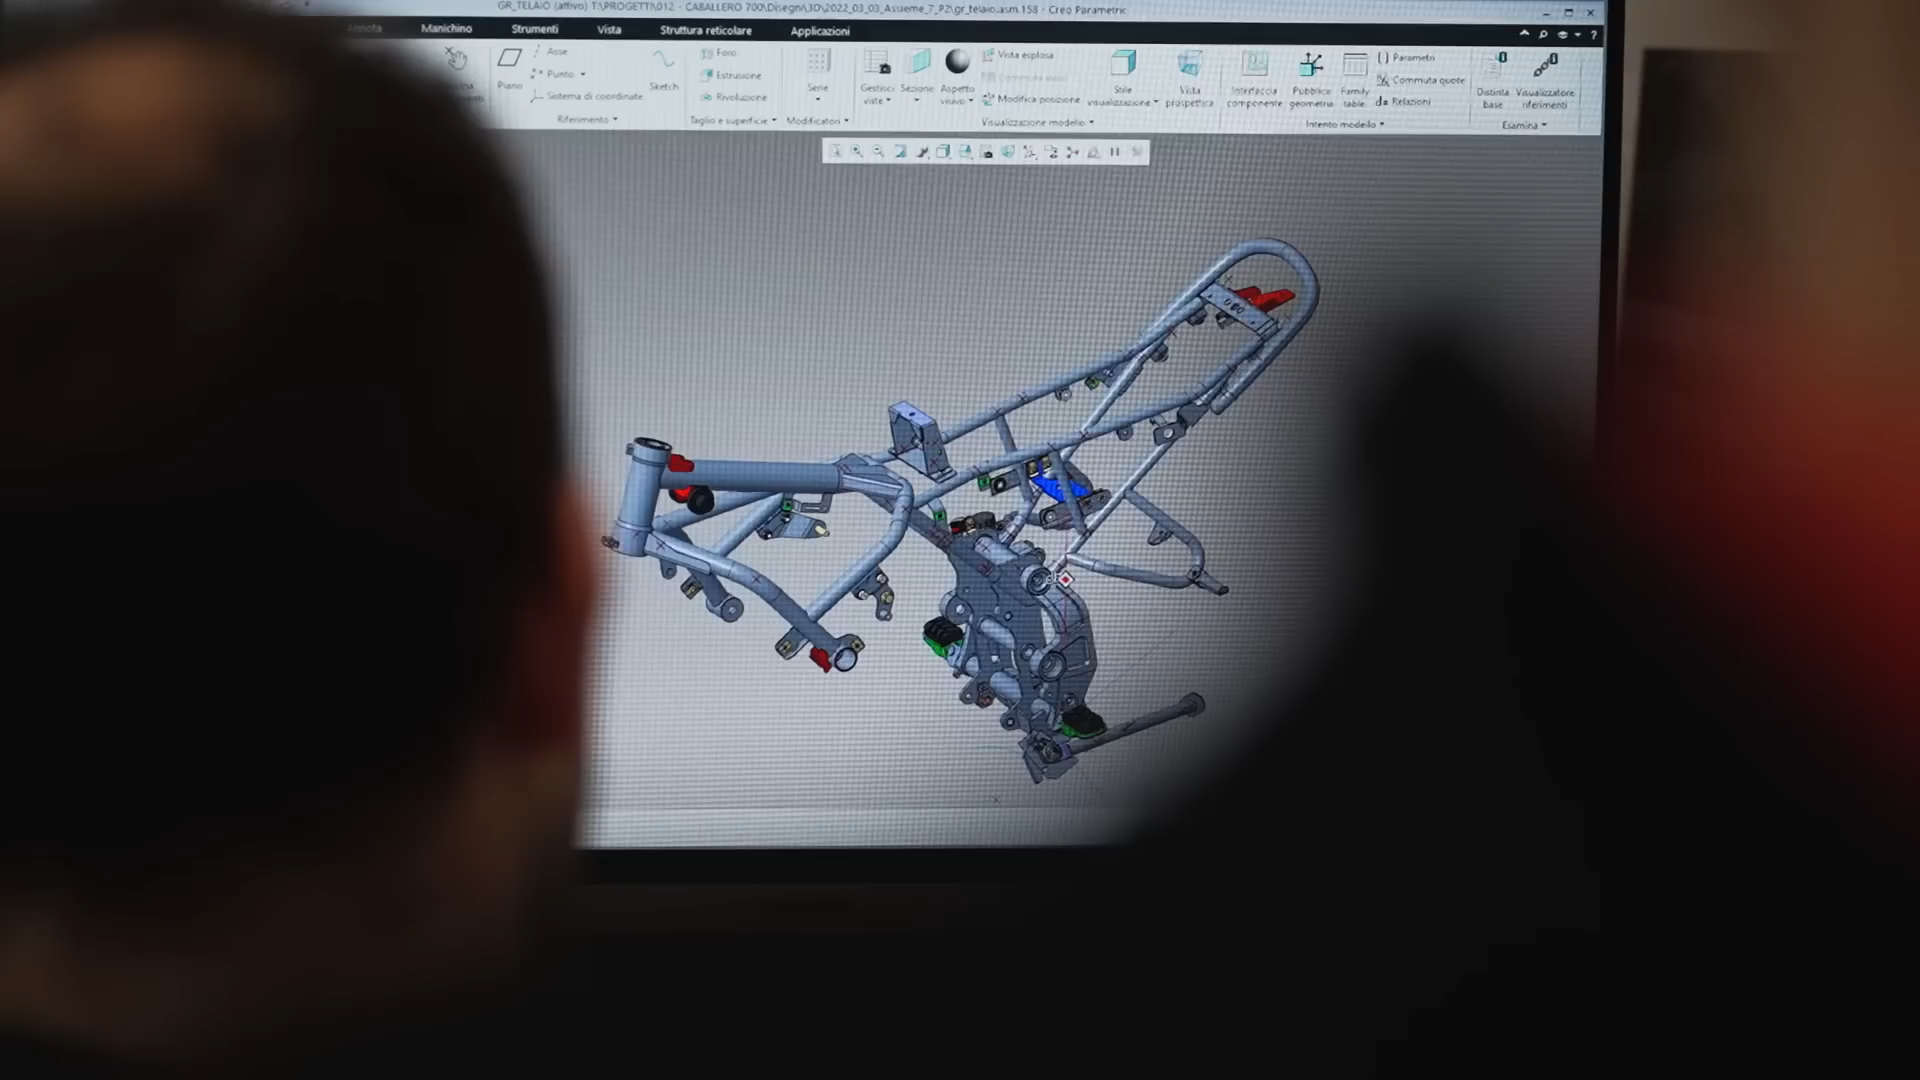 GR_TELAIO (attivo) T:\PROGETTI\012 - CABALLERO 700\Disegni\3D\2022_03_03_Assieme_7_P2\gr_telaio.asm.158 - Creo Parametric
Annota Manichino Strumenti Vista Struttura reticolare Applicazioni
Piano
Asse
Punto
Sistema di coordinate
Sketch
Riferimento
Foro
Estrusione
Rivoluzione
Taglio e superficie
Serie
Modificatori
Gestisci viste
Sezione
Aspetto vivuvo
Vista esplosa
Modifica posizione
Stile visualizzazione
Vista prospettica
Visualizzazione modello
Interfaccia componente
Pubblica geometria
Family table
Parametri
Commuta quote
d= Relazioni
Intento modello
Distinta base
Visualizzatore riferimenti
Esamina